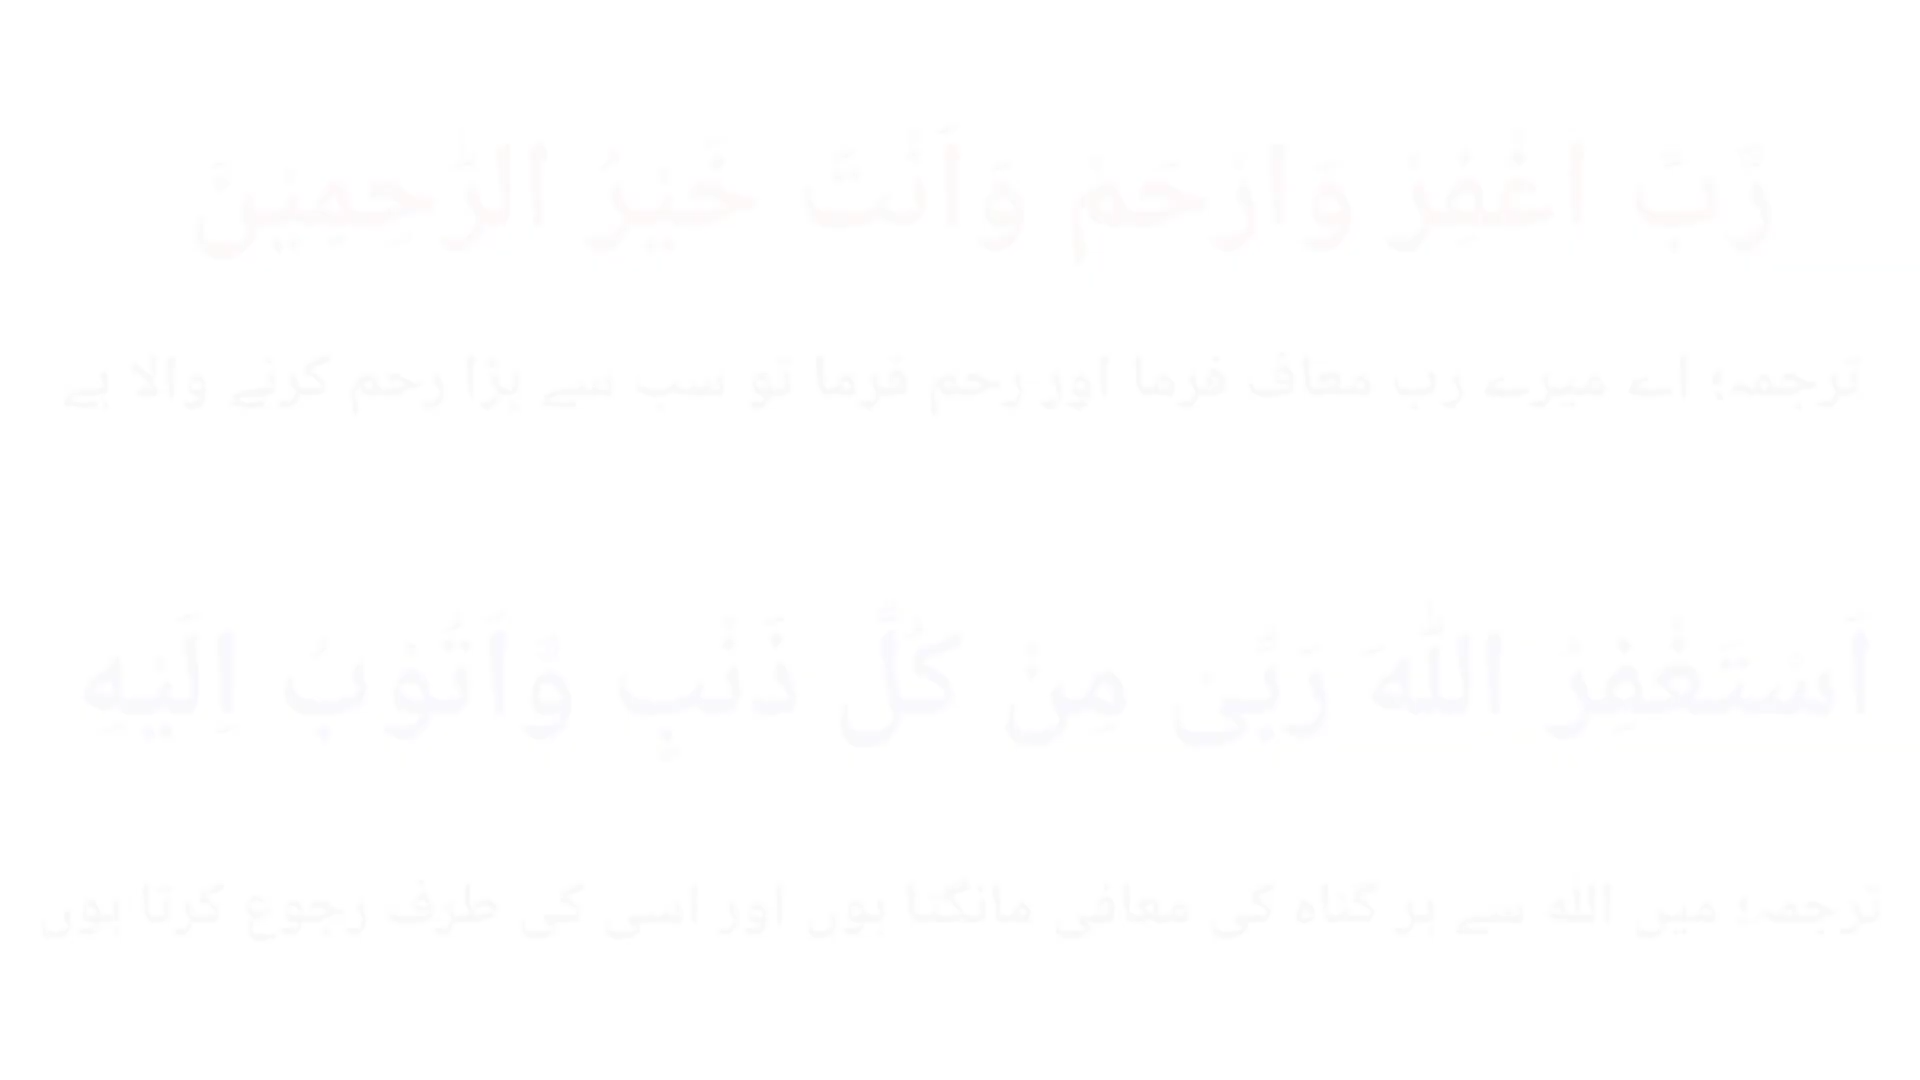 رَّبِّ اغْفِرْ وَارْحَمْ وَاَنْتَ خَيْرُ الرّٰحِمِيْنَ
ترجمہ؛ اے میرے رب معاف فرما اور رحم فرما تو سب سے بڑا رحم کرنے والا ہے
اَسْتَغْفِرُ اللّٰهَ رَبِّىْ مِنْ كُلِّ ذَنْۢبٍ وَّاَتُوْبُ اِلَيْهِ
ترجمہ؛ میں اللہ سے ہر گناہ کی معافی مانگتا ہوں اور اسی کی طرف رجوع کرتا ہوں